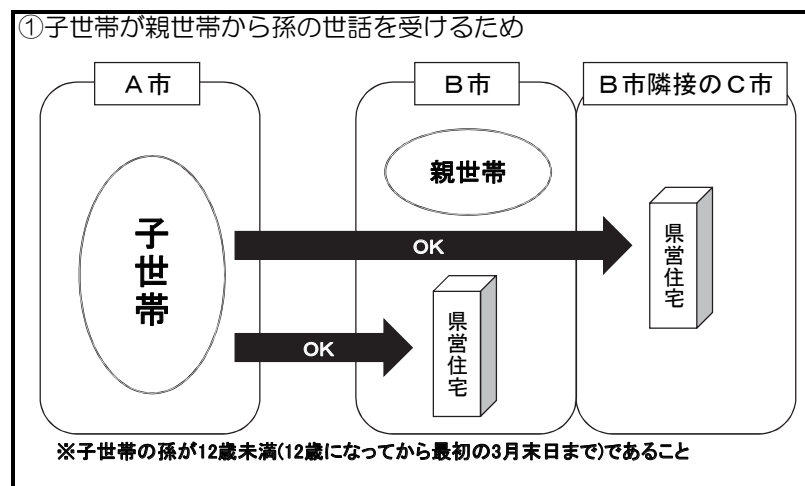 ①子世帯が親世帯から孫の世話を受けるため
A市
B市
B市隣接のC市
親世帯
子世帯
OK
県営住宅
OK
県営住宅
※子世帯の孫が12歳未満(12歳になってから最初の3月末日まで)であること